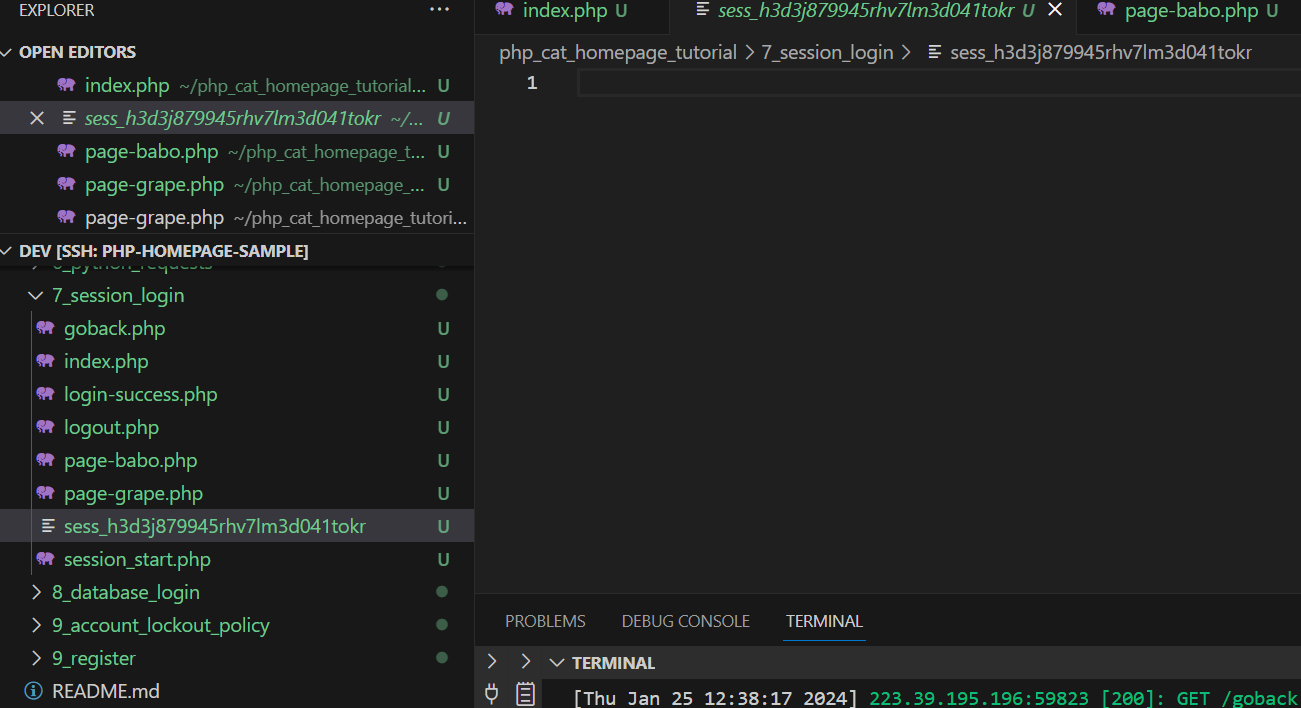 EXPLORER ...
OPEN EDITORS
index.php ~/php_cat_homepage_tutorial... U
sess_h3d3j879945rhv7lm3d041tokr ~/... U
page-babo.php ~/php_cat_homepage_t... U
page-grape.php ~/php_cat_homepage_... U
page-grape.php ~/php_cat_homepage_tutori...
DEV [SSH: PHP-HOMEPAGE-SAMPLE]
6_python_requests
7_session_login
goback.php U
index.php U
login-success.php U
logout.php U
page-babo.php U
page-grape.php U
sess_h3d3j879945rhv7lm3d041tokr U
session_start.php U
8_database_login
9_account_lockout_policy
9_register
README.md
index.php U
sess_h3d3j879945rhv7lm3d041tokr U
page-babo.php U
php_cat_homepage_tutorial > 7_session_login > sess_h3d3j879945rhv7lm3d041tokr
1
PROBLEMS DEBUG CONSOLE TERMINAL
TERMINAL
[Thu Jan 25 12:38:17 2024] 223.39.195.196:59823 [200]: GET /goback